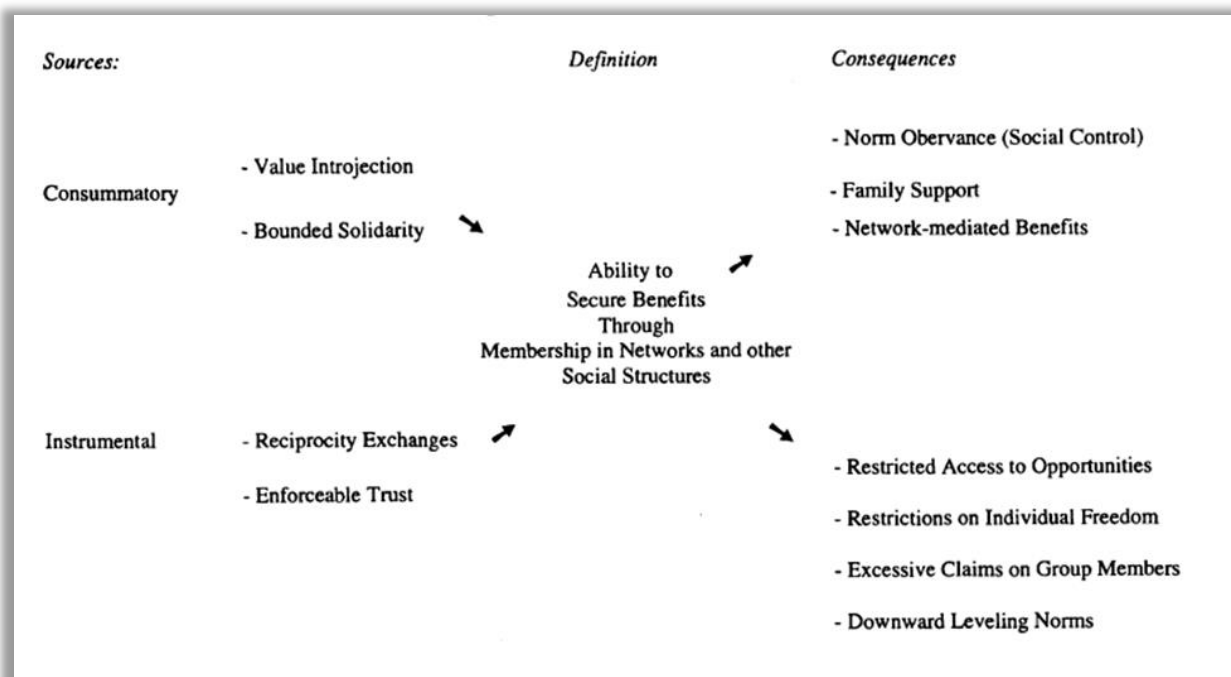 Sources:
Definition
Consequences
Consummatory
- Value Introjection
- Bounded Solidarity
Ability to
Secure Benefits
Through
Membership in Networks and other
Social Structures
- Norm Obervance (Social Control)
- Family Support
- Network-mediated Benefits
Instrumental
- Reciprocity Exchanges
- Enforceable Trust
- Restricted Access to Opportunities
- Restrictions on Individual Freedom
- Excessive Claims on Group Members
- Downward Leveling Norms